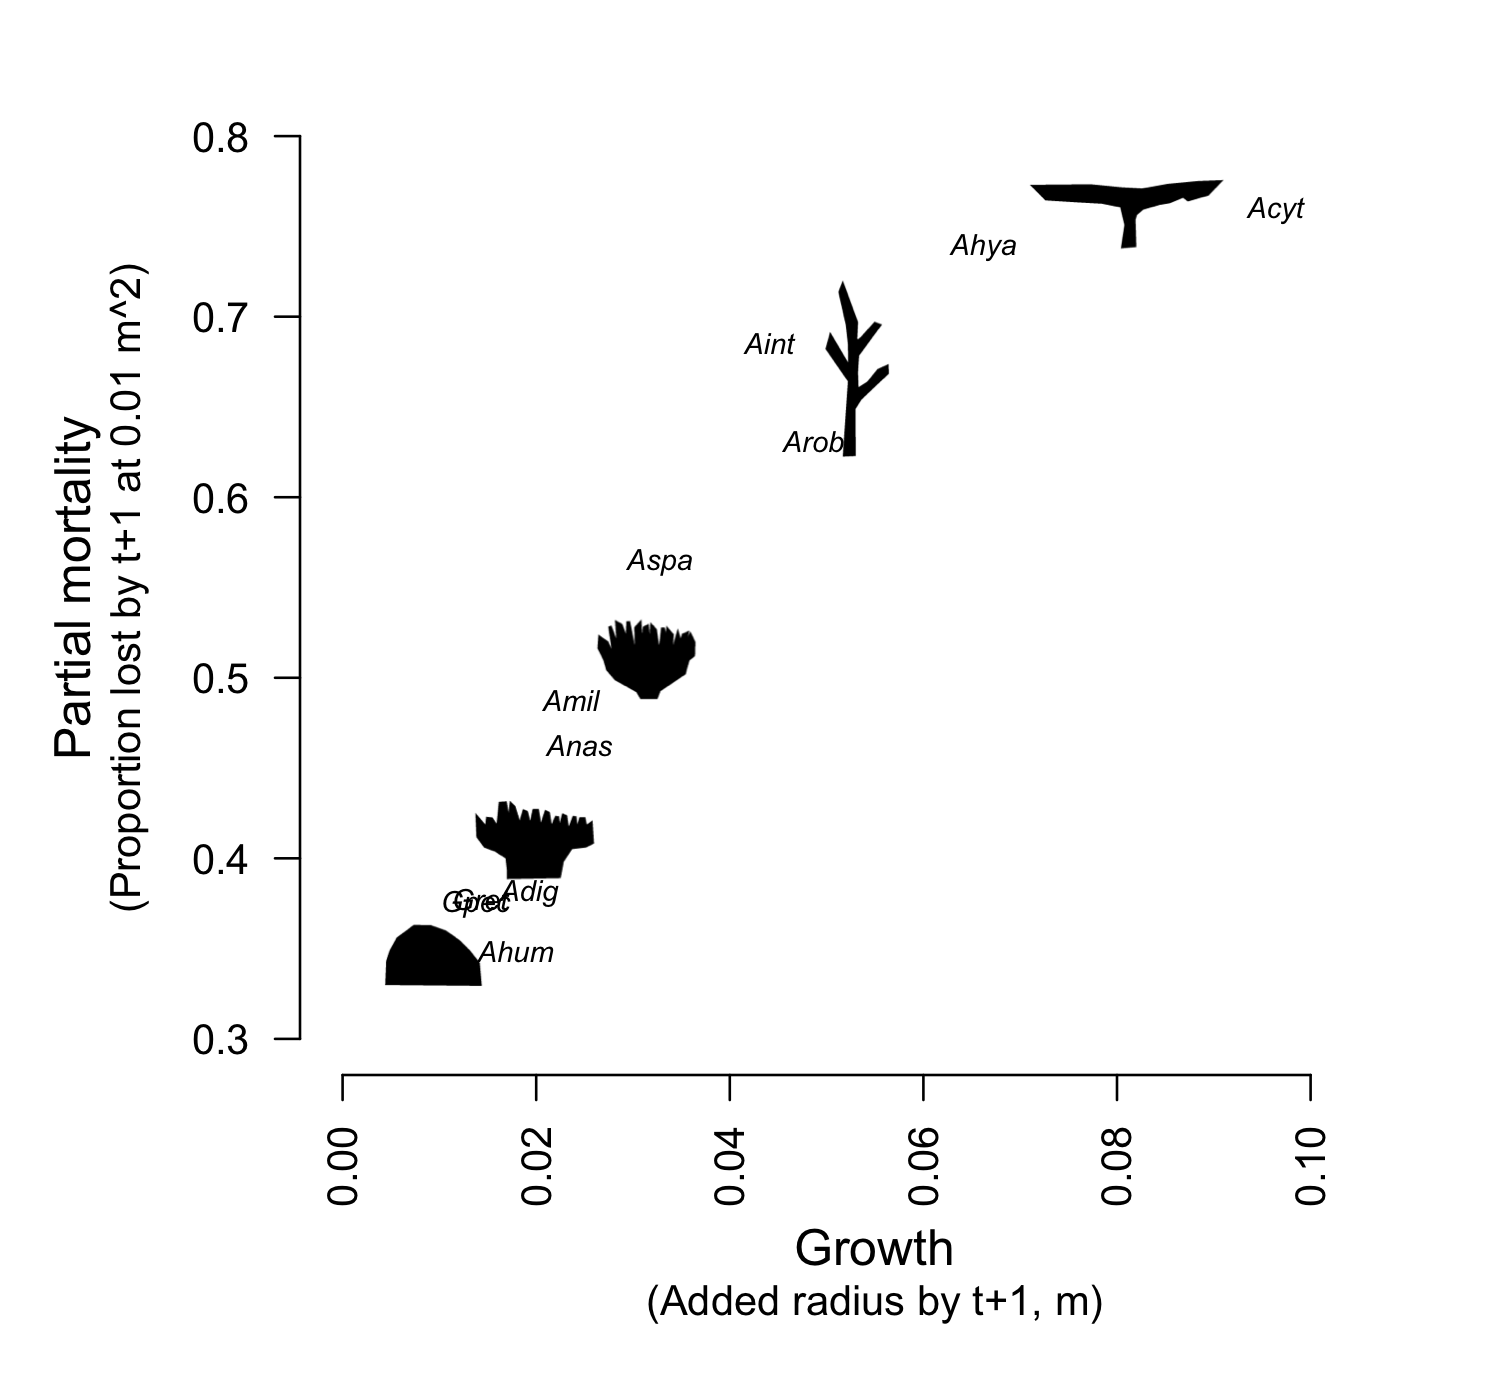 0.8
0.7
0.6
0.5
0.4
0.3
Partial mortality
(Proportion lost by t+1 at 0.01 m^2)
Acyt
Ahya
Aint
Arob
Aspa
Amil
Anas
Adig
Gret
Gpec
Ahum
0.00
0.02
0.04
0.06
0.08
0.10
Growth
(Added radius by t+1, m)